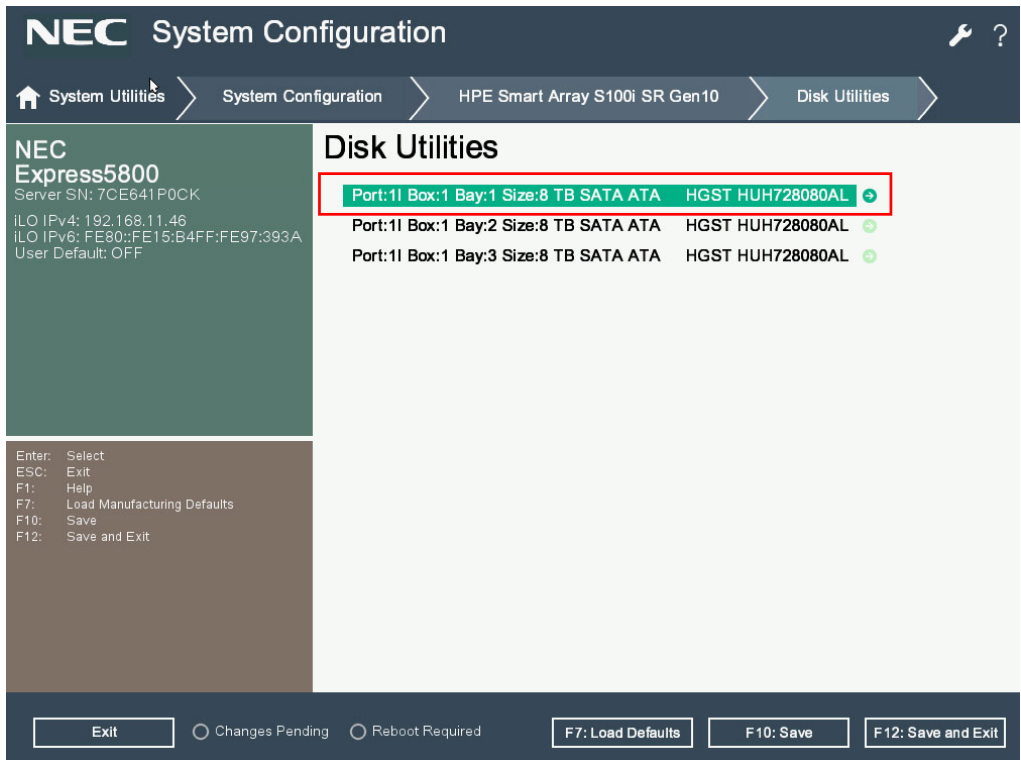 NEC System Configuration ?
System Utilities System Configuration HPE Smart Array S100i SR Gen10 Disk Utilities
NEC
Express5800
Server SN: 7CE641P0CK
iLO IPv4: 192.168.11.46
iLO IPv6: FE80::FE15:B4FF:FE97:393A
User Default: OFF
Enter: Select
ESC: Exit
F1: Help
F7: Load Manufacturing Defaults
F10: Save
F12: Save and Exit
Disk Utilities
Port:1I Box:1 Bay:1 Size:8 TB SATA ATA HGST HUH728080AL
Port:1I Box:1 Bay:2 Size:8 TB SATA ATA HGST HUH728080AL
Port:1I Box:1 Bay:3 Size:8 TB SATA ATA HGST HUH728080AL
Exit Changes Pending Reboot Required F7: Load Defaults F10: Save F12: Save and Exit